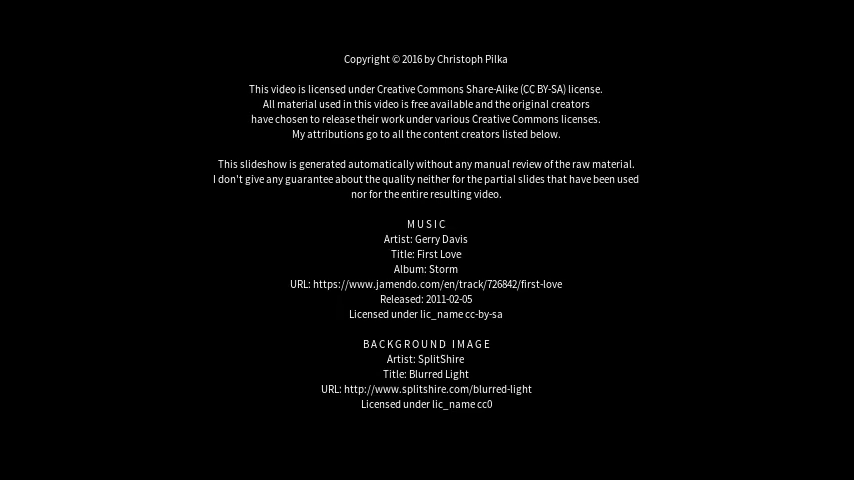 Copyright © 2016 by Christoph Pilka
This video is licensed under Creative Commons Share-Alike (CC BY-SA) license.
All material used in this video is free available and the original creators
have chosen to release their work under various Creative Commons licenses.
My attributions go to all the content creators listed below.
This slideshow is generated automatically without any manual review of the raw material.
I don't give any guarantee about the quality neither for the partial slides that have been used
nor for the entire resulting video.
MUSIC
Artist: Gerry Davis
Title: First Love
Album: Storm
URL: https://www.jamendo.com/en/track/726842/first-love
Released: 2011-02-05
Licensed under lic_name cc-by-sa
BACKGROUND IMAGE
Artist: SplitShire
Title: Blurred Light
URL: http://www.splitshire.com/blurred-light
Licensed under lic_name cc0